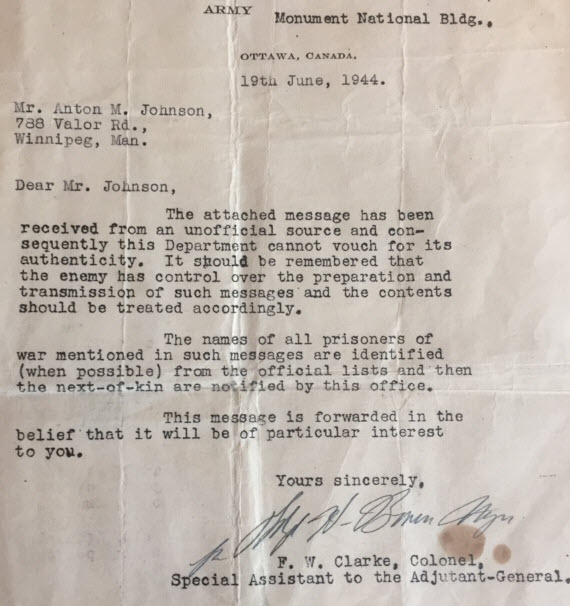 ARMY
Monument National Bldg.,
OTTAWA, CANADA.
19th June, 1944.
Mr. Anton M. Johnson,
788 Valor Rd.,
Winnipeg, Man.
Dear Mr. Johnson,
The attached message has been
received from an unofficial source and con-
sequently this Department cannot vouch for its
authenticity. It should be remembered that
the enemy has control over the preparation and
transmission of such messages and the contents
should be treated accordingly.
The names of all prisoners of
war mentioned in such messages are identified
(when possible) from the official lists and then
the next-of-kin are notified by this office.
This message is forwarded in the
belief that it will be of particular interest
to you.
Yours sincerely,
F. W. Clarke, Colonel,
Special Assistant to the Adjutant-General.